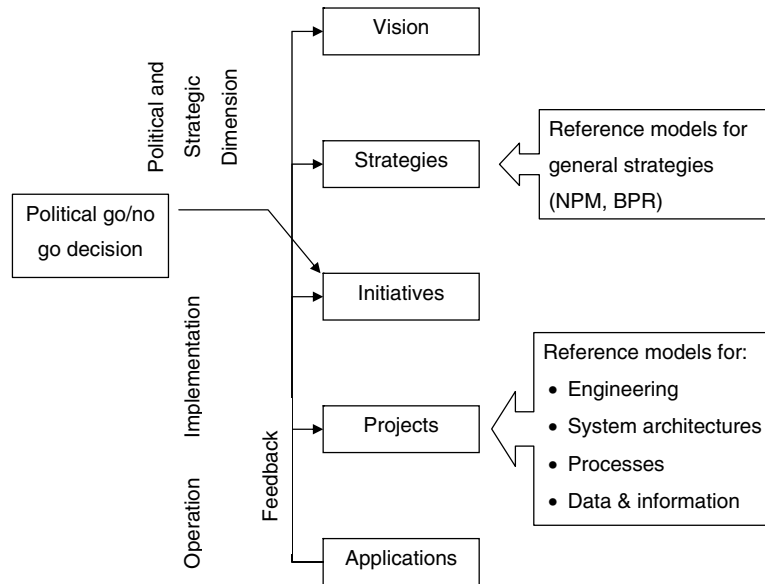 Vision
Political and
Strategic
Dimension
Strategies
Reference models for
general strategies
(NPM, BPR)
Political go/no
go decision
Initiatives
Implementation
Reference models for:
• Engineering
• System architectures
• Processes
• Data & information
Projects
Feedback
Operation
Applications